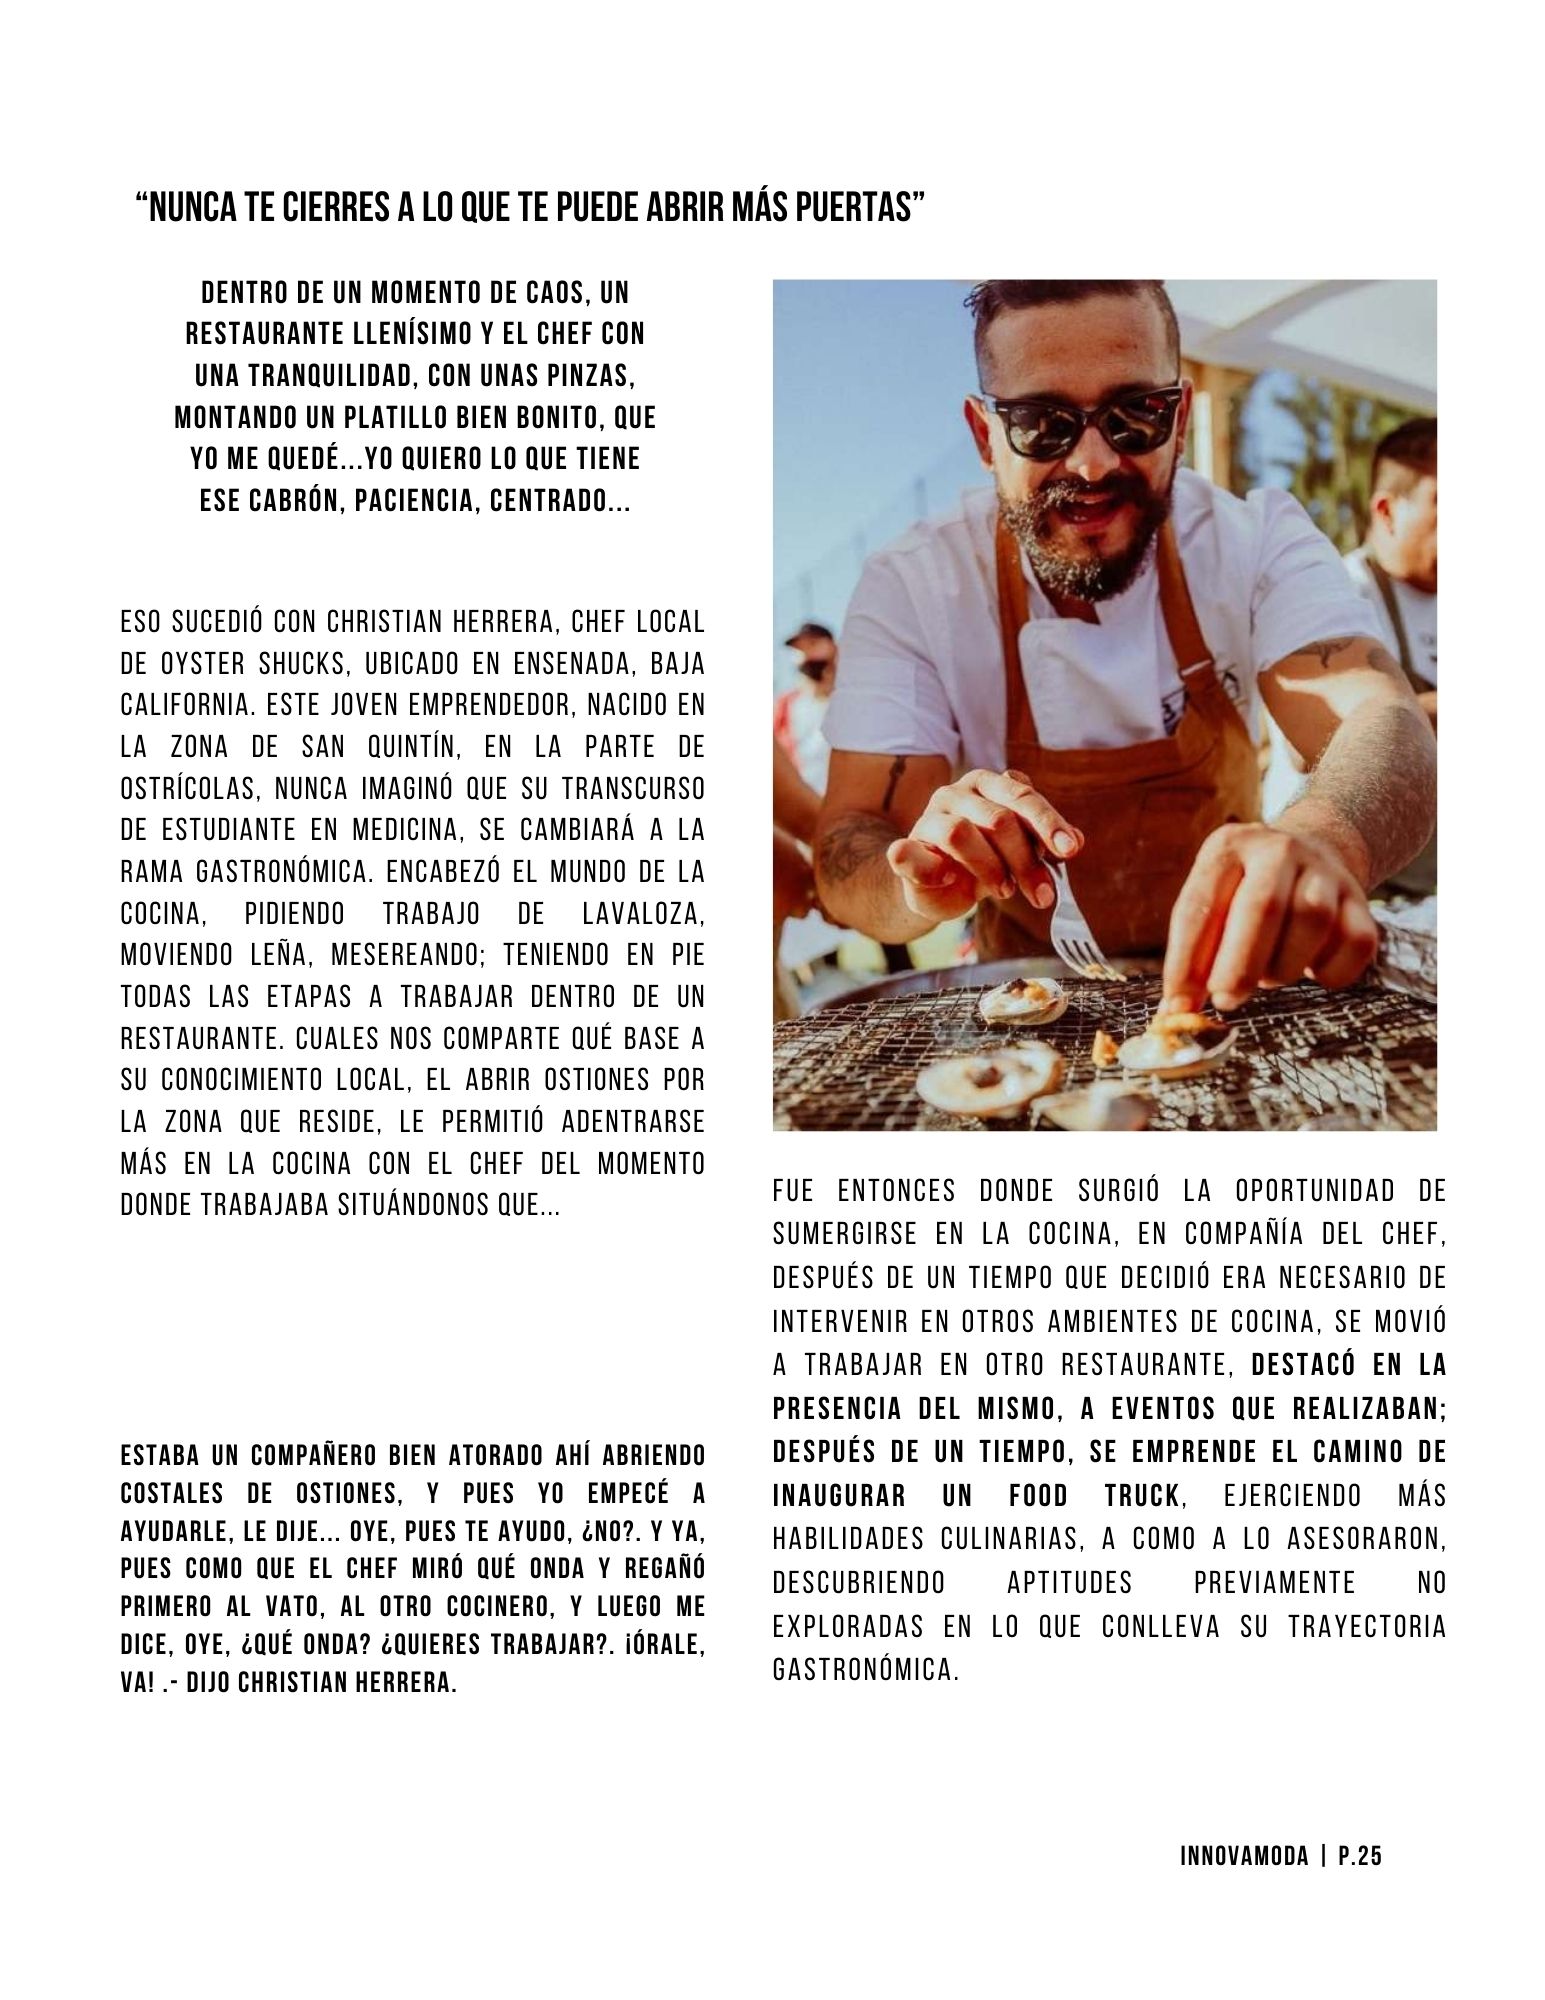 “NUNCA TE CIERRES A LO QUE TE PUEDE ABRIR MÁS PUERTAS”
DENTRO DE UN MOMENTO DE CAOS, UN
RESTAURANTE LLENÍSIMO Y EL CHEF CON
UNA TRANQUILIDAD, CON UNAS PINZAS,
MONTANDO UN PLATILLO BIEN BONITO, QUE
YO ME QUEDÉ...YO QUIERO LO QUE TIENE
ESE CABRÓN, PACIENCIA, CENTRADO...
ESO SUCEDIÓ CON CHRISTIAN HERRERA, CHEF LOCAL
DE OYSTER SHUCKS, UBICADO EN ENSENADA, BAJA
CALIFORNIA. ESTE JOVEN EMPRENDEDOR, NACIDO EN
LA ZONA DE SAN QUINTÍN, EN LA PARTE DE
OSTRÍCOLAS, NUNCA IMAGINÓ QUE SU TRANSCURSO
DE ESTUDIANTE EN MEDICINA, SE CAMBIARÁ A LA
RAMA GASTRONÓMICA. ENCABEZÓ EL MUNDO DE LA
COCINA, PIDIENDO TRABAJO DE LAVALOZA,
MOVIENDO LEÑA, MESEREANDO; TENIENDO EN PIE
TODAS LAS ETAPAS A TRABAJAR DENTRO DE UN
RESTAURANTE. CUALES NOS COMPARTE QUÉ BASE A
SU CONOCIMIENTO LOCAL, EL ABRIR OSTIONES POR
LA ZONA QUE RESIDE, LE PERMITIÓ ADENTRARSE
MÁS EN LA COCINA CON EL CHEF DEL MOMENTO
DONDE TRABAJABA SITUÁNDONOS QUE...
ESTABA UN COMPAÑERO BIEN ATORADO AHÍ ABRIENDO
COSTALES DE OSTIONES, Y PUES YO EMPECÉ A
AYUDARLE, LE DIJE... OYE, PUES TE AYUDO, ¿NO?. Y YA,
PUES COMO QUE EL CHEF MIRÓ QUÉ ONDA Y REGAÑÓ
PRIMERO AL VATO, AL OTRO COCINERO, Y LUEGO ME
DICE, OYE, ¿QUÉ ONDA? ¿QUIERES TRABAJAR?. ¡ÓRALE,
VA! .- DIJO CHRISTIAN HERRERA.
FUE ENTONCES DONDE SURGIÓ LA OPORTUNIDAD DE
SUMERGIRSE EN LA COCINA, EN COMPAÑÍA DEL CHEF,
DESPUÉS DE UN TIEMPO QUE DECIDIÓ ERA NECESARIO DE
INTERVENIR EN OTROS AMBIENTES DE COCINA, SE MOVIÓ
A TRABAJAR EN OTRO RESTAURANTE, DESTACÓ EN LA
PRESENCIA DEL MISMO, A EVENTOS QUE REALIZABAN;
DESPUÉS DE UN TIEMPO, SE EMPRENDE EL CAMINO DE
INAUGURAR UN FOOD TRUCK, EJERCIENDO MÁS
HABILIDADES CULINARIAS, A COMO A LO ASESORARON,
DESCUBRIENDO APTITUDES PREVIAMENTE NO
EXPLORADAS EN LO QUE CONLLEVA SU TRAYECTORIA
GASTRONÓMICA.
INNOVAMODA | P.25